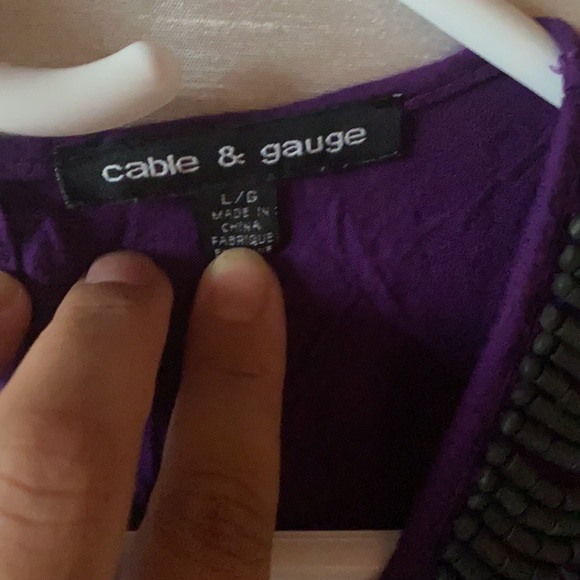 cable & gauge
L/G
MADE IN
CHINA
FABRIQUE